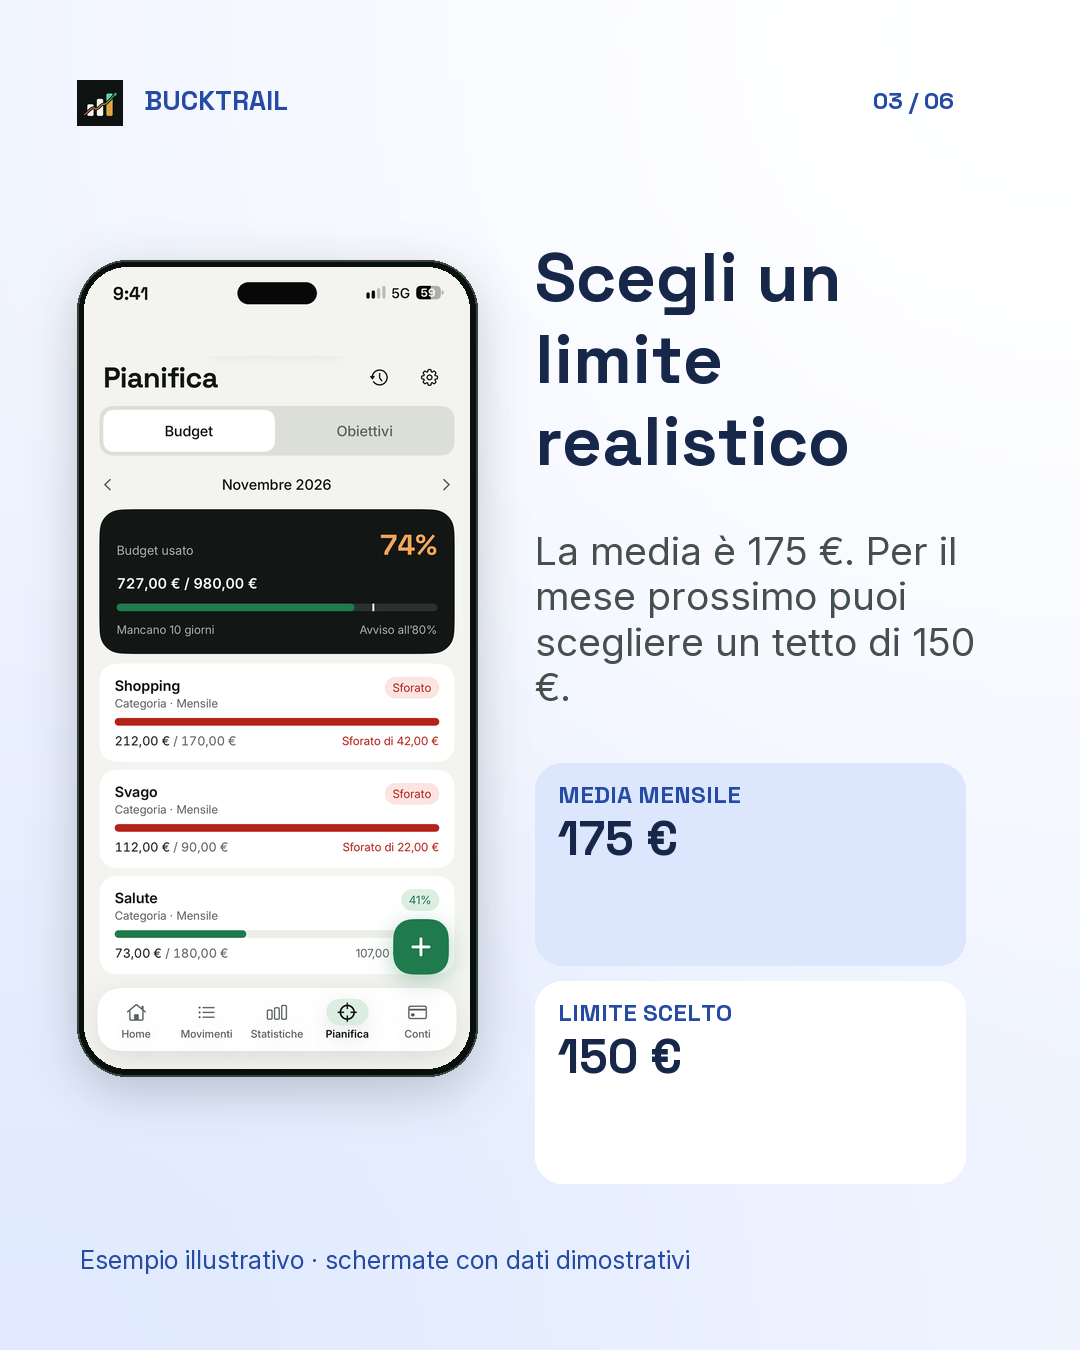 BUCKTRAIL
03 / 06
9:41
5G
59
Pianifica
Budget
Obiettivi
Novembre 2026
Budget usato
74%
727,00 € / 980,00 €
Mancano 10 giorni
Avviso all'80%
Shopping
Sforato
Categoria · Mensile
212,00 € / 170,00 €
Sforato di 42,00 €
Svago
Sforato
Categoria · Mensile
112,00 € / 90,00 €
Sforato di 22,00 €
Salute
41%
Categoria · Mensile
73,00 € / 180,00 €
107,00
Home
Movimenti
Statistiche
Pianifica
Conti
Scegli un
limite
realistico
La media è 175 €. Per il
mese prossimo puoi
scegliere un tetto di 150
€.
MEDIA MENSILE
175 €
LIMITE SCELTO
150 €
Esempio illustrativo · schermate con dati dimostrativi